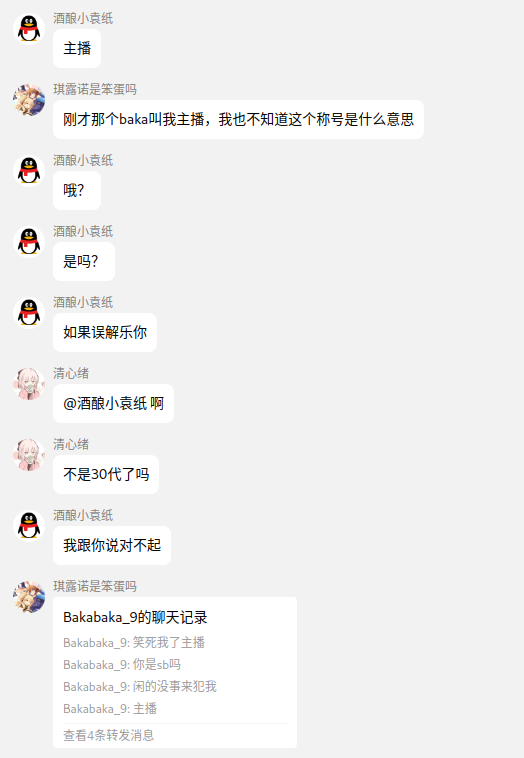 酒酿小袁纸
主播
琪露诺是笨蛋吗
刚才那个baka叫我主播，我也不知道这个称号是什么意思
酒酿小袁纸
哦？
酒酿小袁纸
是吗？
酒酿小袁纸
如果误解乐你
清心绪
@酒酿小袁纸 啊
清心绪
不是30代了吗
酒酿小袁纸
我跟你说对不起
琪露诺是笨蛋吗
Bakabaka_9的聊天记录
Bakabaka_9: 笑死我了主播
Bakabaka_9: 你是sb吗
Bakabaka_9: 闲的没事来犯我
Bakabaka_9: 主播
查看4条转发消息